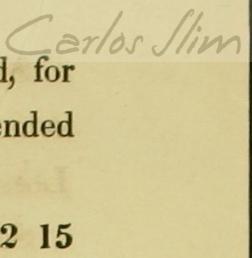 Carlos Slim
d, for
ended
2 15